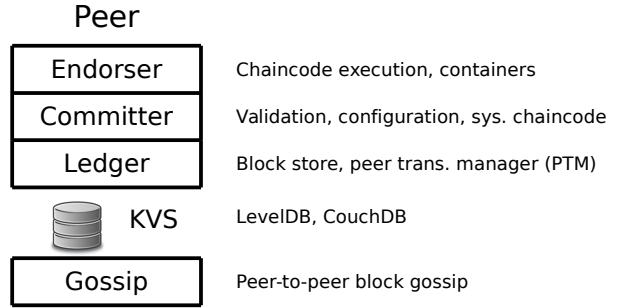 Peer
Endorser Chaincode execution, containers
Committer Validation, configuration, sys. chaincode
Ledger Block store, peer trans. manager (PTM)
KVS LevelDB, CouchDB
Gossip Peer-to-peer block gossip